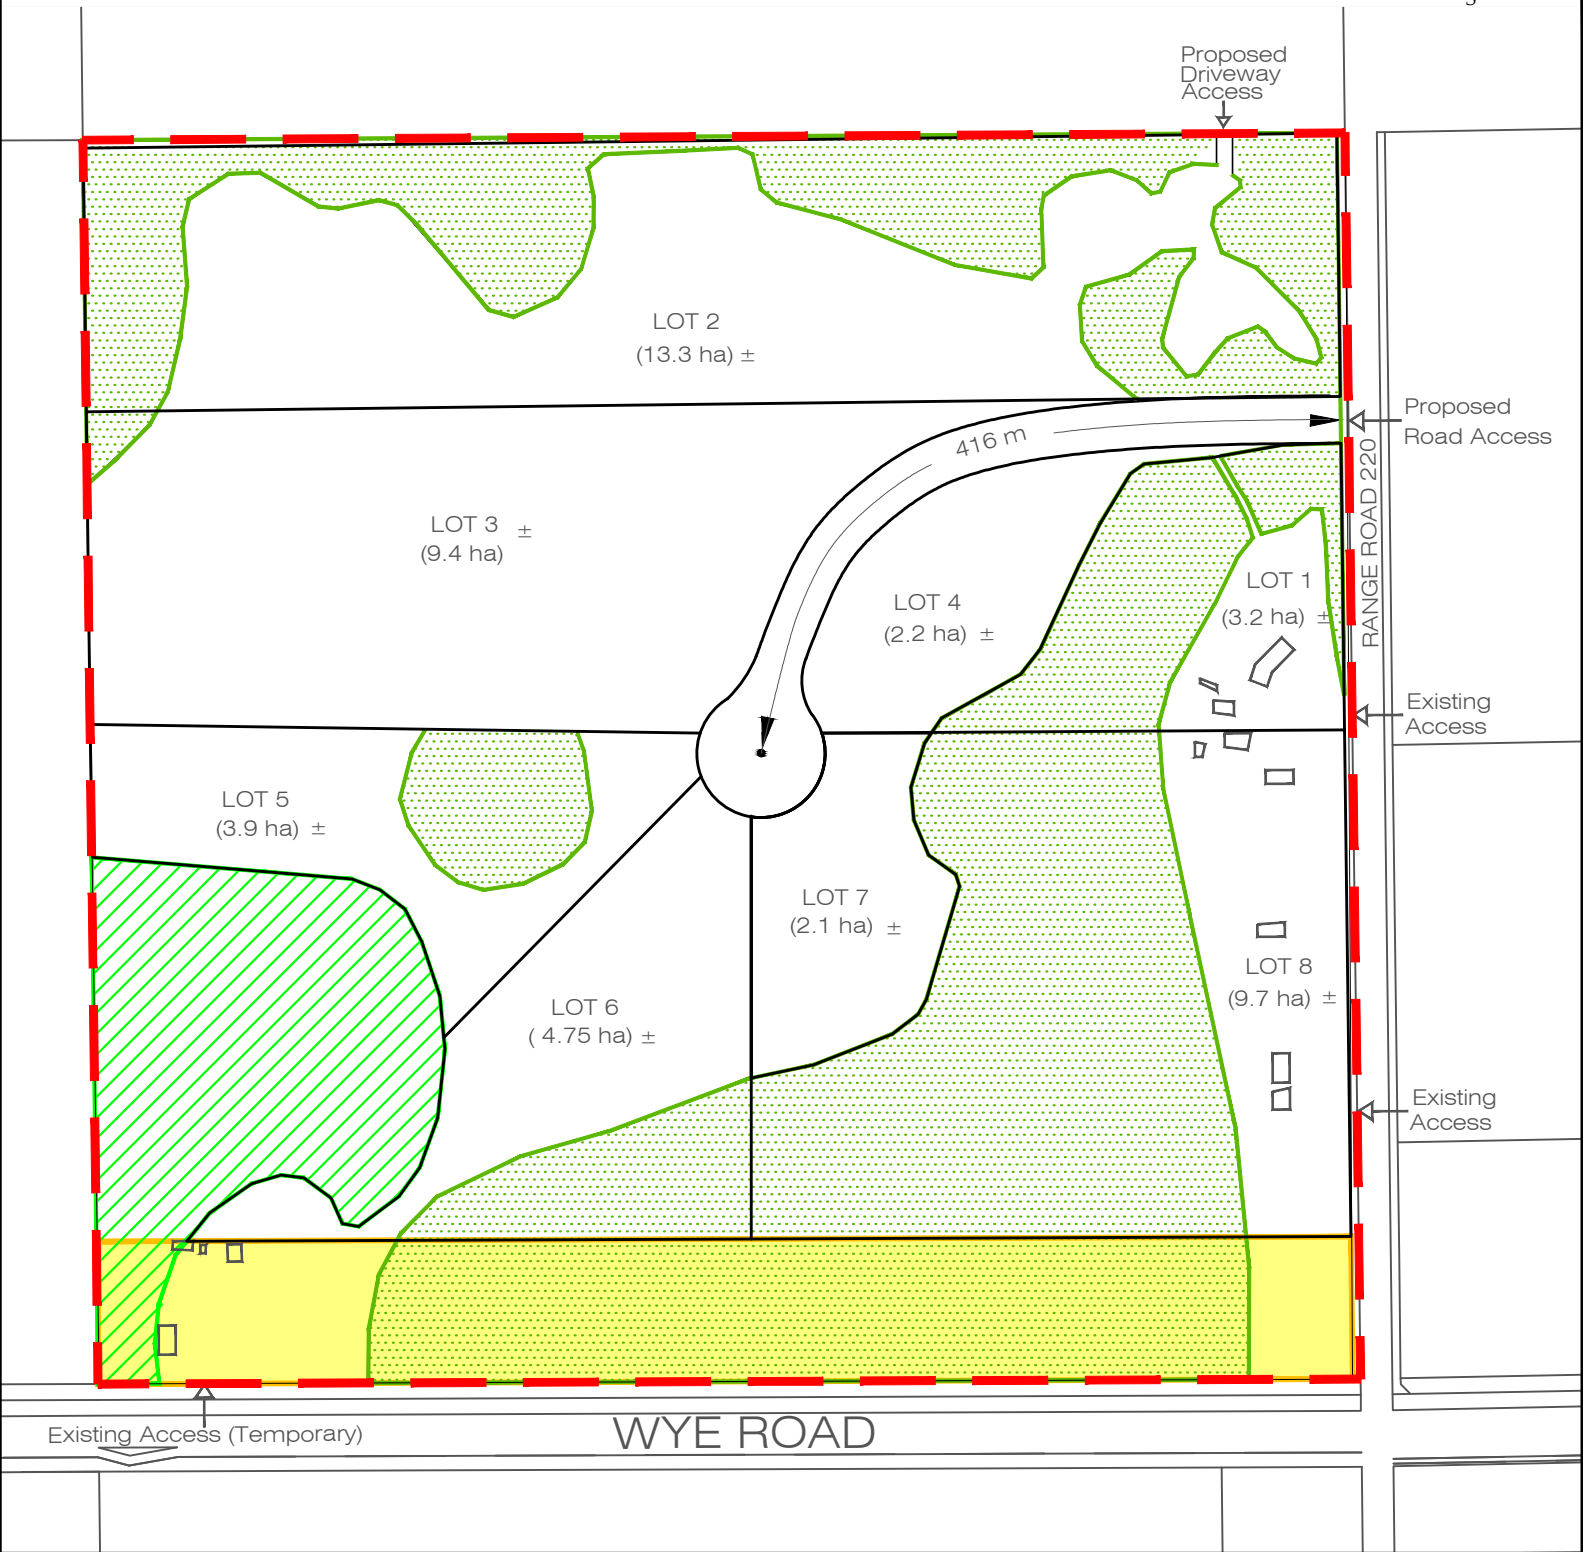 Proposed
Driveway
Access
LOT 2
(13.3 ha) ±
416 m
Proposed
Road Access
RANGE ROAD 220
LOT 3 ±
(9.4 ha)
LOT 4
(2.2 ha) ±
LOT 1
(3.2 ha) ±
Existing
Access
LOT 5
(3.9 ha) ±
LOT 7
(2.1 ha) ±
LOT 8
(9.7 ha) ±
LOT 6
( 4.75 ha) ±
Existing
Access
WYE ROAD
Existing Access (Temporary)